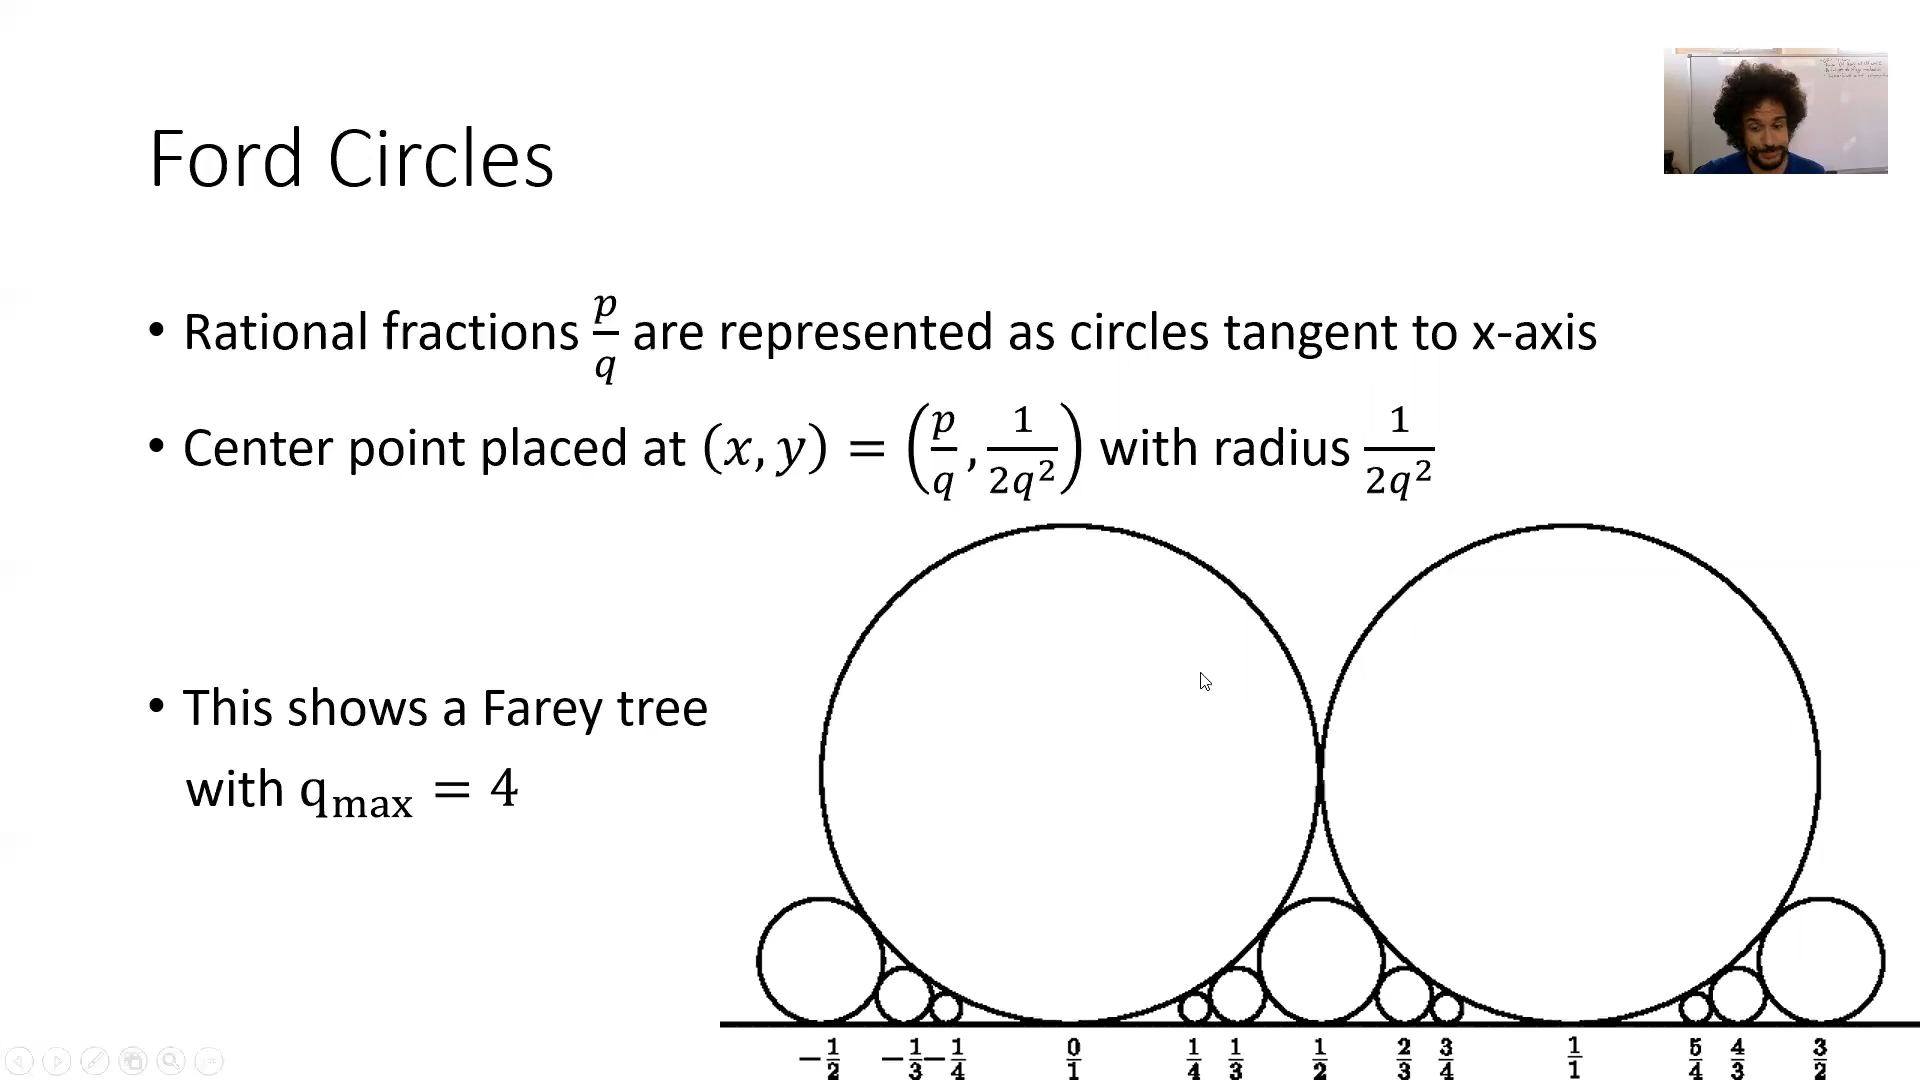 Ford Circles
• Rational fractions p/q are represented as circles tangent to x-axis
• Center point placed at (x, y) = (p/q, 1/2q²) with radius 1/2q²
• This shows a Farey tree
with q_max = 4
−1/2 −1/3 −1/4 0/1 1/4 1/3 1/2 2/3 3/4 1/1 5/4 4/3 3/2